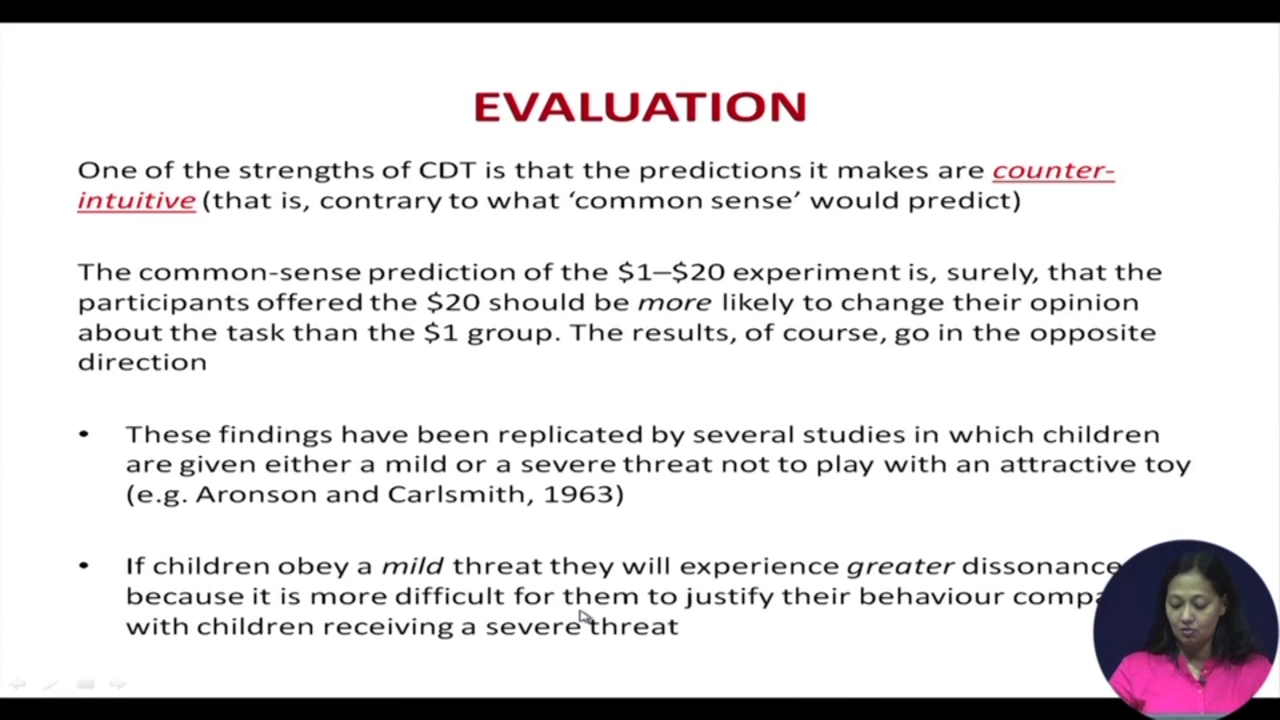 EVALUATION
One of the strengths of CDT is that the predictions it makes are counter-
intuitive (that is, contrary to what ‘common sense’ would predict)
The common-sense prediction of the $1–$20 experiment is, surely, that the
participants offered the $20 should be more likely to change their opinion
about the task than the $1 group. The results, of course, go in the opposite
direction
• These findings have been replicated by several studies in which children
are given either a mild or a severe threat not to play with an attractive toy
(e.g. Aronson and Carlsmith, 1963)
• If children obey a mild threat they will experience greater dissonance
because it is more difficult for them to justify their behaviour
with children receiving a severe threat